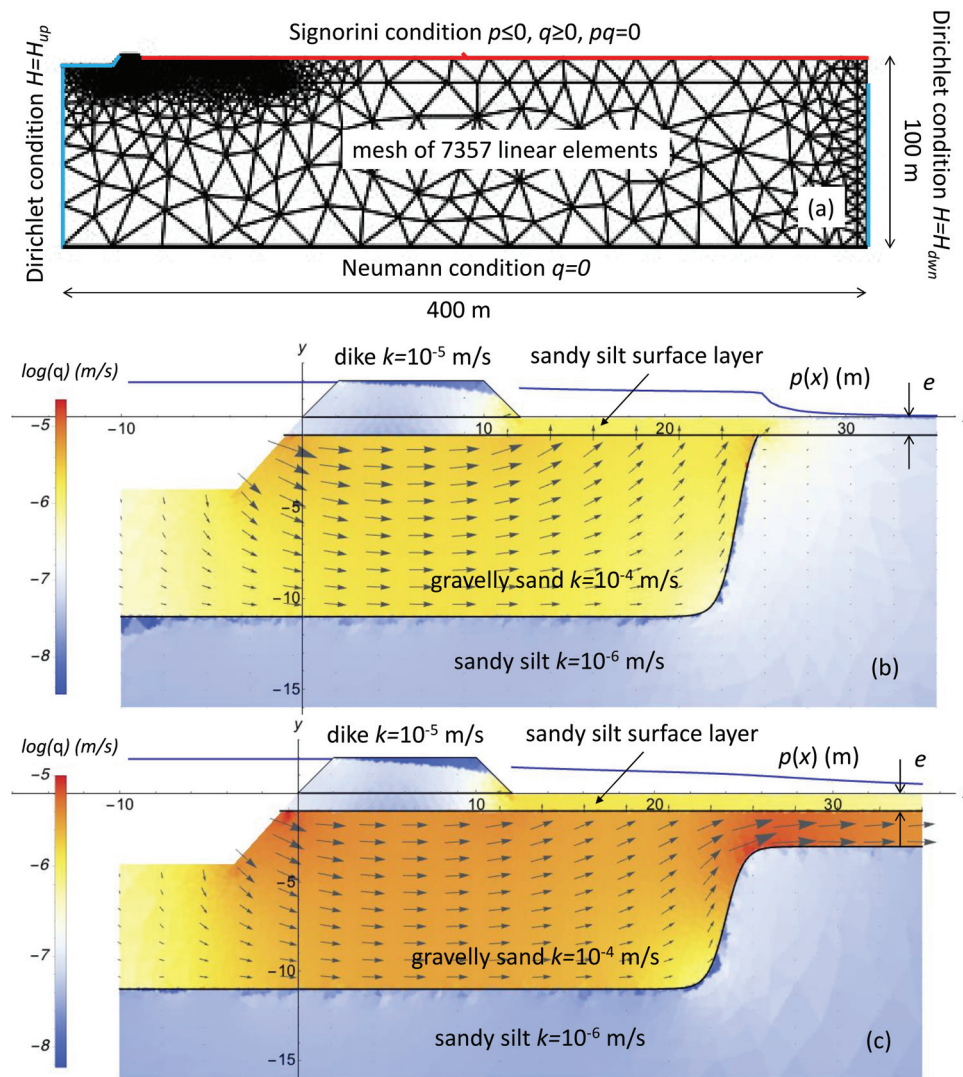 Signorini condition p≤0, q≥0, pq=0
Dirichlet condition H=Hup
mesh of 7357 linear elements
(a)
100 m
Dirichlet condition H=Hdwn
Neumann condition q=0
400 m
log(q) (m/s)
-5
-6
-7
-8
y
dike k=10⁻⁵ m/s
sandy silt surface layer
p(x) (m)
e
-10
10
20
30
-5
-10
-15
gravelly sand k=10⁻⁴ m/s
sandy silt k=10⁻⁶ m/s
(b)
log(q) (m/s)
-5
-6
-7
-8
y
dike k=10⁻⁵ m/s
sandy silt surface layer
p(x) (m)
e
-10
10
20
30
-5
-10
-15
gravelly sand k=10⁻⁴ m/s
sandy silt k=10⁻⁶ m/s
(c)